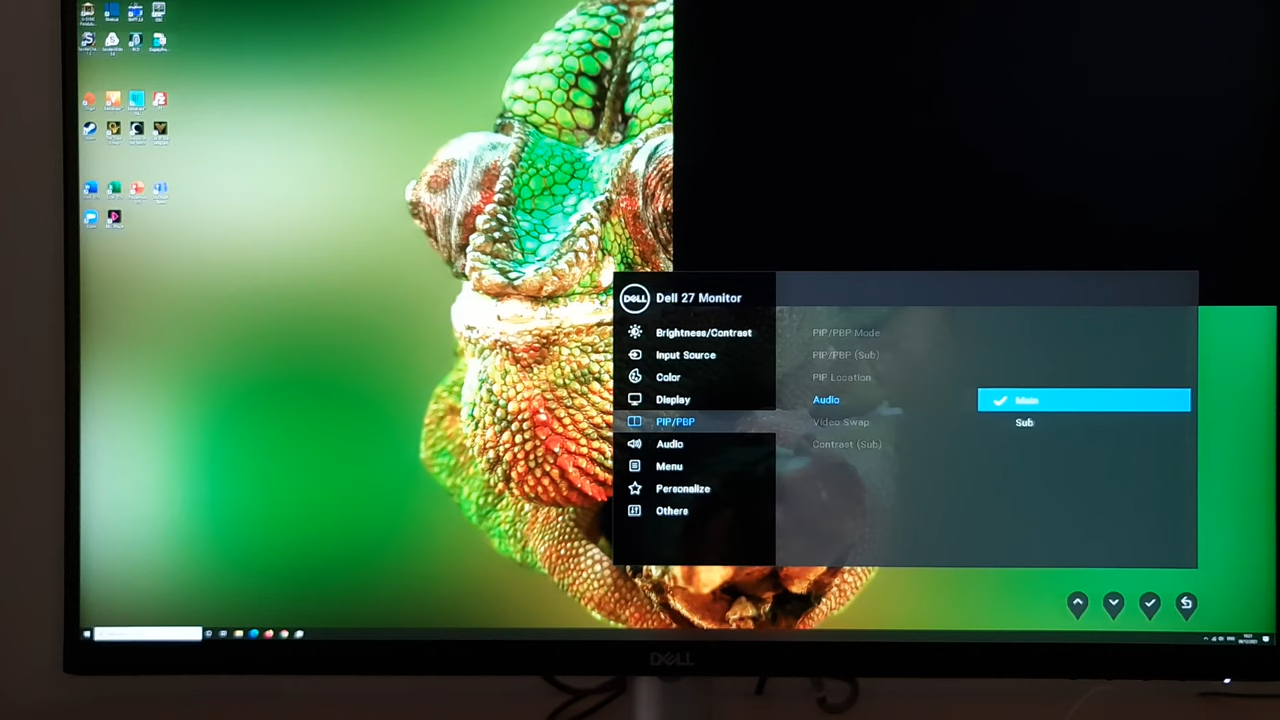 DELL Dell 27 Monitor
Brightness/Contrast
Input Source
Color
Display
PIP/PBP
Audio
Menu
Personalize
Others
PIP/PBP Mode
PIP/PBP (Sub)
PIP Location
Audio
Video Swap
Contrast (Sub)
Main
Sub
DELL